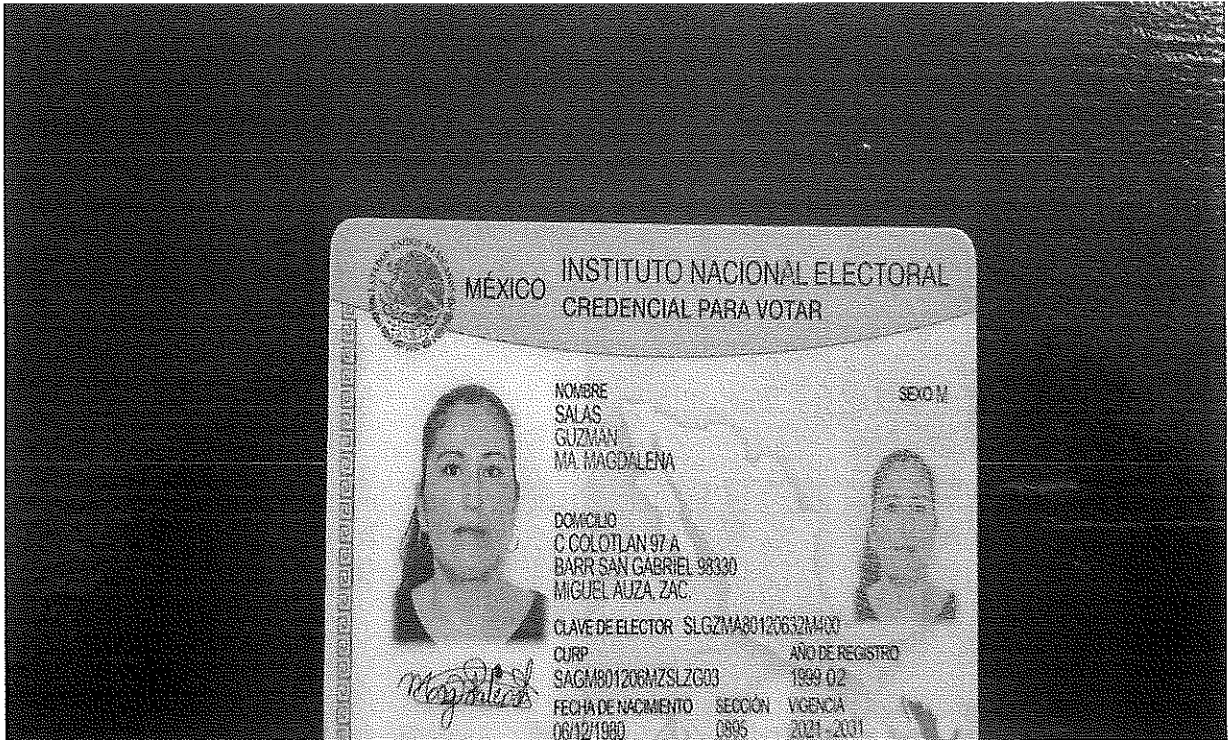 MÉXICO
INSTITUTO NACIONAL ELECTORAL
CREDENCIAL PARA VOTAR
NOMBRE
SEXO M
SALAS
GUZMAN
MA. MAGDALENA
DOMICILIO
C COLOTLAN 97 A
BARR SAN GABRIEL 98330
MIGUEL AUZA, ZAC.
CLAVE DE ELECTOR SLGZMA80120632M400
CURP
AÑO DE REGISTRO
SAGM801206MZSLZG03
1999 02
FECHA DE NACIMIENTO SECCIÓN VIGENCIA
06/12/1980 0895 2021 - 2031